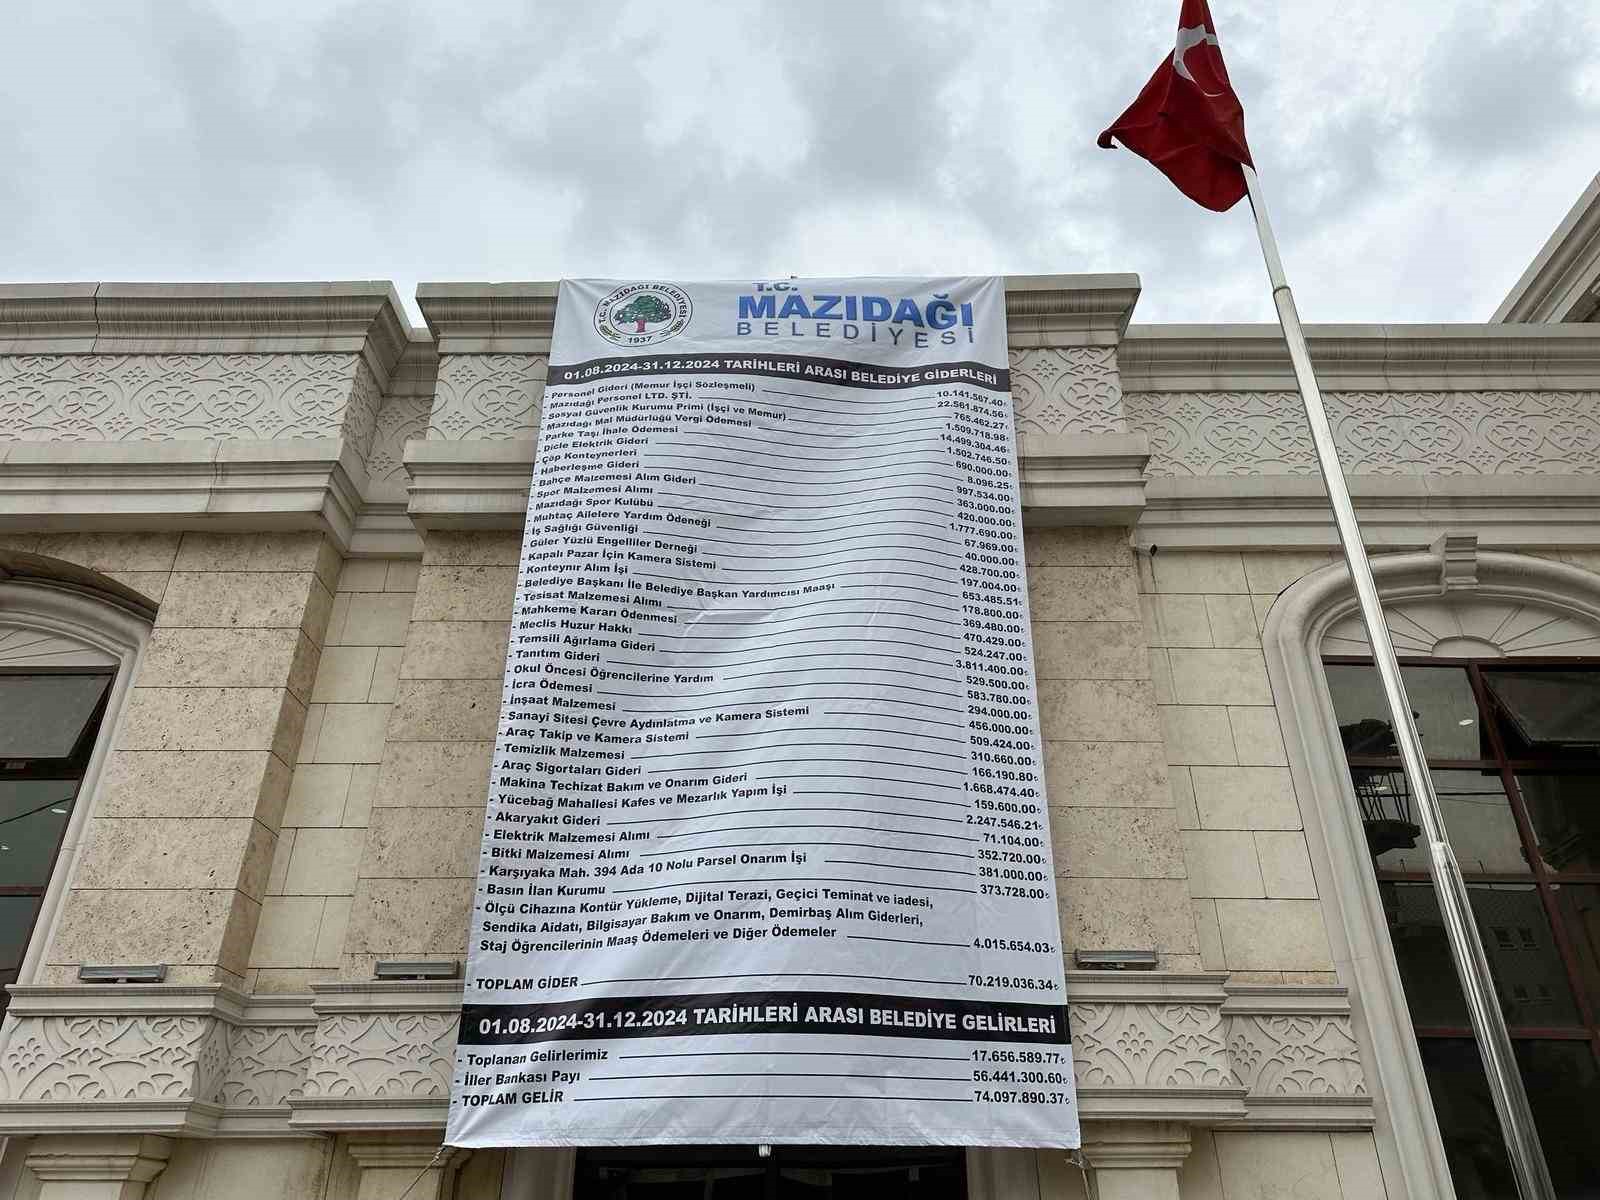 T.C. MAZIDAĞI BELEDİYESİ
1937
T.C.
MAZIDAĞI
BELEDİYESİ
01.08.2024-31.12.2024 TARİHLERİ ARASI BELEDİYE GİDERLERİ
- Personel Gideri (Memur İşçi Sözleşmeli) 10.141.567.40₺
- Mazıdağı Personel LTD. ŞTİ. 22.561.874.56₺
- Sosyal Güvenlik Kurumu Primi (İşçi ve Memur) 765.462.27₺
- Mazıdağı Mal Müdürlüğü Vergi Ödemesi 1.509.718.98₺
- Parke Taşı İhale Ödemesi 14.499.304.46₺
- Dicle Elektrik Gideri 1.502.746.50₺
- Çöp Konteynerleri 690.000.00₺
- Haberleşme Gideri 8.096.25₺
- Bahçe Malzemesi Alım Gideri 997.534.00₺
- Spor Malzemesi Alımı 363.000.00₺
- Mazıdağı Spor Kulübü 420.000.00₺
- Muhtaç Ailelere Yardım Ödeneği 1.777.690.00₺
- İş Sağlığı Güvenliği 67.969.00₺
- Güler Yüzlü Engelliler Derneği 40.000.00₺
- Kapalı Pazar İçin Kamera Sistemi 428.700.00₺
- Konteynır Alım İşi 197.004.00₺
- Belediye Başkanı İle Belediye Başkan Yardımcısı Maaşı 653.485.51₺
- Tesisat Malzemesi Alımı 178.800.00₺
- Mahkeme Kararı Ödenmesi 369.480.00₺
- Meclis Huzur Hakkı 470.429.00₺
- Temsili Ağırlama Gideri 524.247.00₺
- Tanıtım Gideri 3.811.400.00₺
- Okul Öncesi Öğrencilerine Yardım 529.500.00₺
- İcra Ödemesi 583.780.00₺
- İnşaat Malzemesi 294.000.00₺
- Sanayi Sitesi Çevre Aydınlatma ve Kamera Sistemi 456.000.00₺
- Araç Takip ve Kamera Sistemi 509.424.00₺
- Temizlik Malzemesi 310.660.00₺
- Araç Sigortaları Gideri 166.190.80₺
- Makina Techizat Bakım ve Onarım Gideri 1.668.474.40₺
- Yücebağ Mahallesi Kafes ve Mezarlık Yapım İşi 159.600.00₺
- Akaryakıt Gideri 2.247.546.21₺
- Elektrik Malzemesi Alımı 71.104.00₺
- Bitki Malzemesi Alımı 352.720.00₺
- Karşıyaka Mah. 394 Ada 10 Nolu Parsel Onarım İşi 381.000.00₺
- Basın İlan Kurumu 373.728.00₺
- Ölçü Cihazına Kontür Yükleme, Dijital Terazi, Geçici Teminat ve iadesi,
Sendika Aidatı, Bilgisayar Bakım ve Onarım, Demirbaş Alım Giderleri,
Staj Öğrencilerinin Maaş Ödemeleri ve Diğer Ödemeler 4.015.654.03₺
- TOPLAM GİDER 70.219.036.34₺
01.08.2024-31.12.2024 TARİHLERİ ARASI BELEDİYE GELİRLERİ
- Toplanan Gelirlerimiz 17.656.589.77₺
- İller Bankası Payı 56.441.300.60₺
- TOPLAM GELİR 74.097.890.37₺